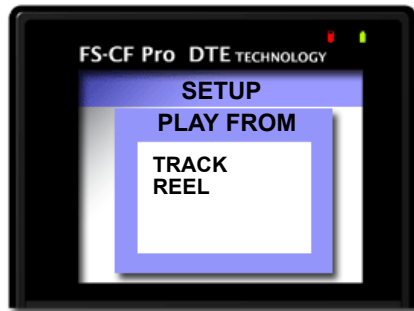 FS-CF Pro DTE TECHNOLOGY
SETUP
PLAY FROM
TRACK
REEL